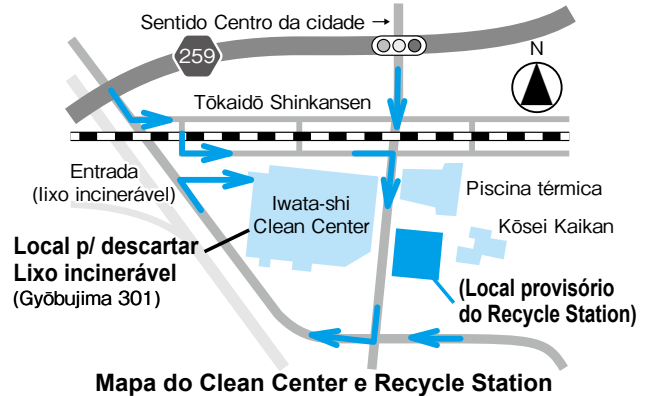 Sentido Centro da cidade →
259
N
Tōkaidō Shinkansen
Entrada
(lixo incinerável)
Iwata-shi
Clean Center
Piscina térmica
Kōsei Kaikan
Local p/ descartar
Lixo incinerável
(Gyōbujima 301)
(Local provisório
do Recycle Station)
Mapa do Clean Center e Recycle Station